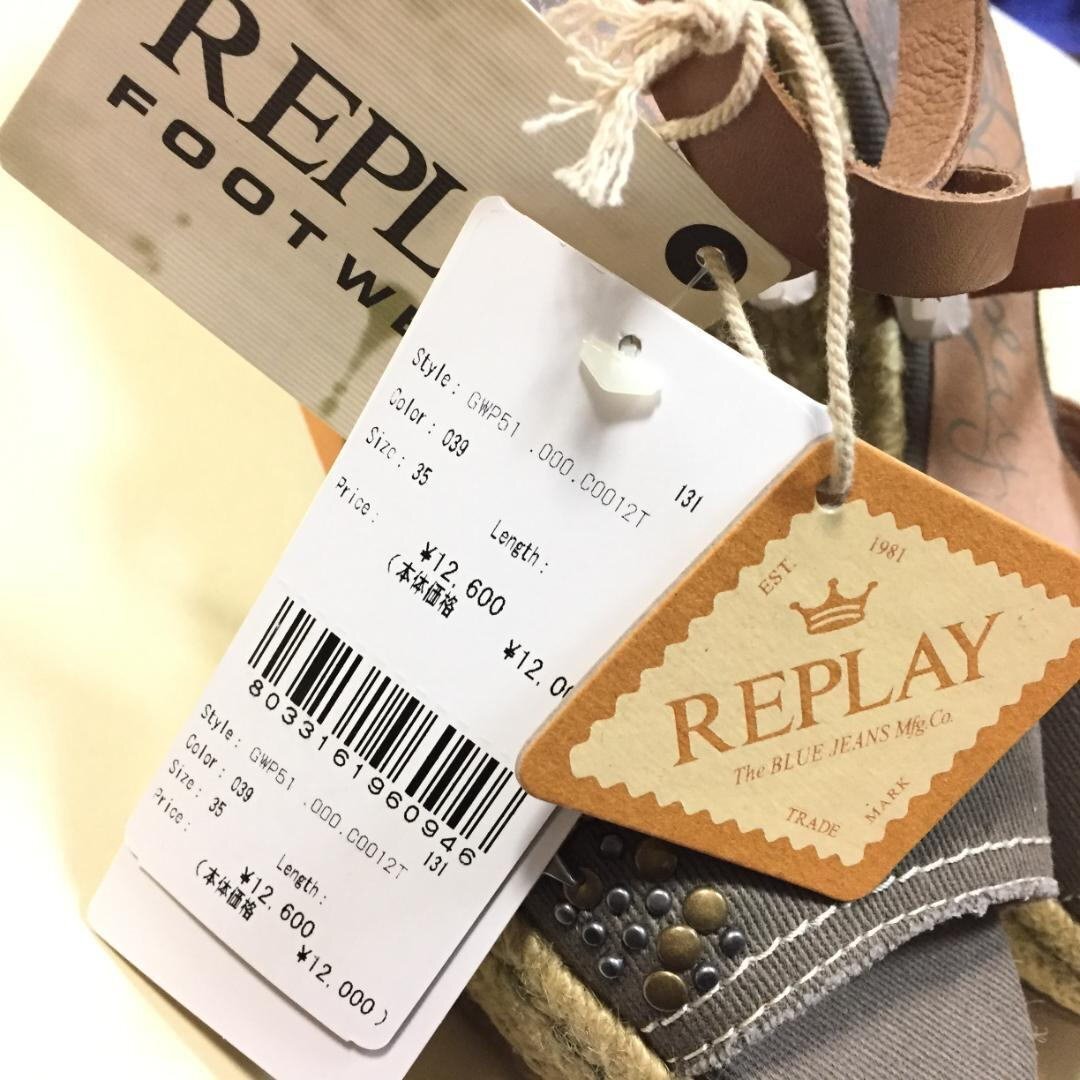 REPL
FOOTWE
Style: GWP51 .000.C0012T
Color: 039 131
Size: 35
Length:
Price:
¥12,600
(本体価格 ¥12,00
8033161960946
Style: GWP51 .000.C0012T
Color: 039 131
Size: 35
Length:
Price:
¥12,600
(本体価格 ¥12,000)
EST. 1981
REPLAY
The BLUE JEANS Mfg.Co.
TRADE MARK